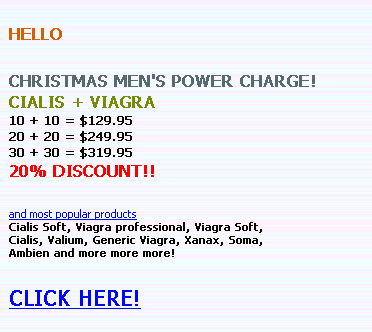 HELLO
CHRISTMAS MEN'S POWER CHARGE!
CIALIS + VIAGRA
10 + 10 = $129.95
20 + 20 = $249.95
30 + 30 = $319.95
20% DISCOUNT!!
and most popular products
Cialis Soft, Viagra professional, Viagra Soft,
Cialis, Valium, Generic Viagra, Xanax, Soma,
Ambien and more more more!
CLICK HERE!